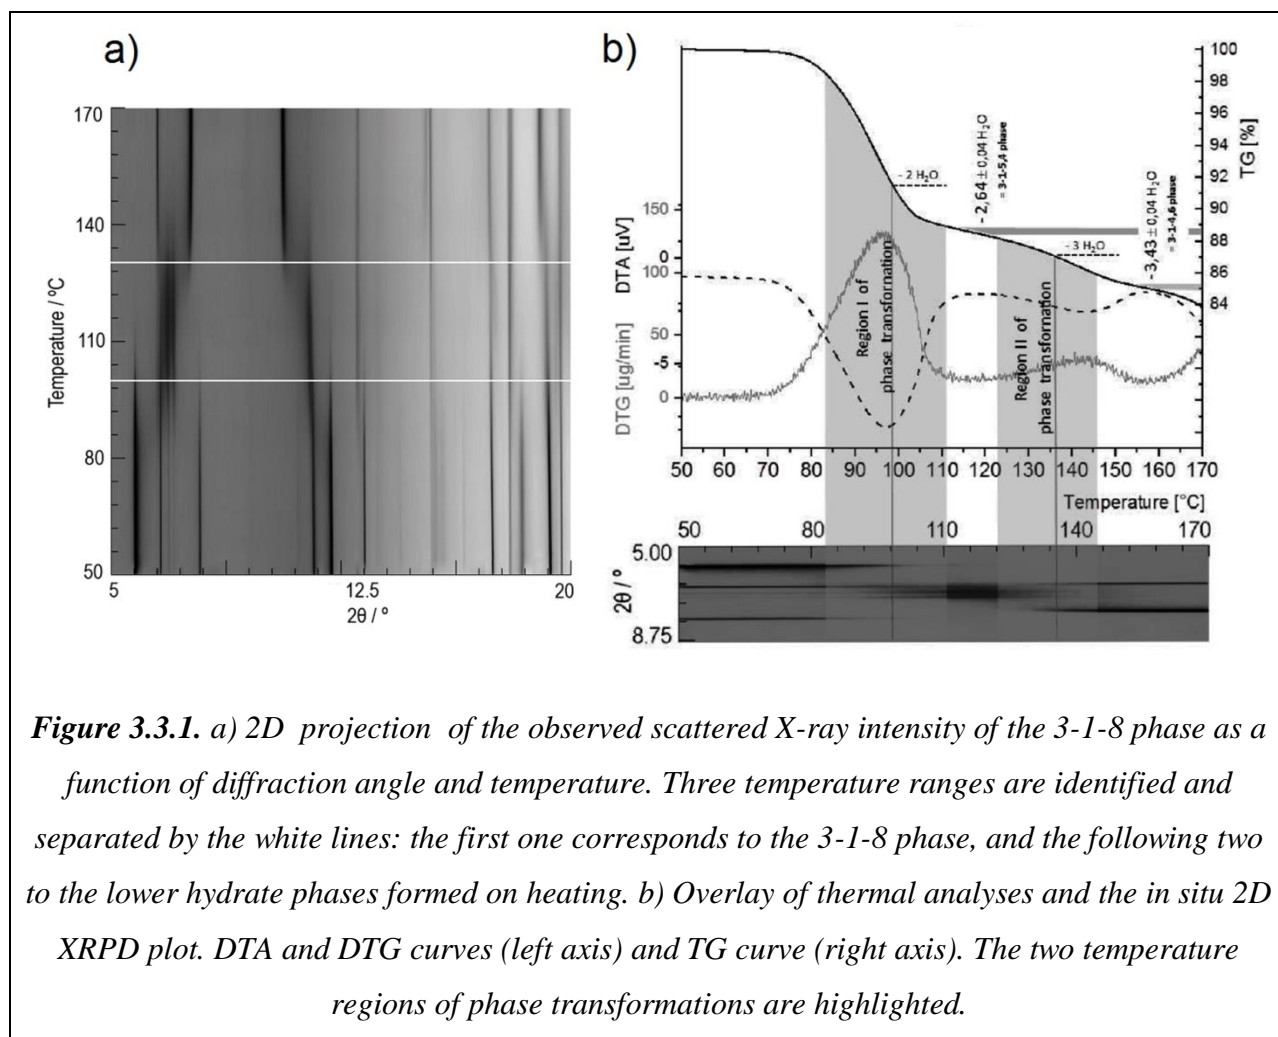 a)
170
140
110
80
50
Temperature / ºC
5
12.5
20
2θ / º
b)
100
98
96
94
92
90
88
87
86
84
TG [%]
150
0
100
50
-5
0
DTA [uV]
DTG [ug/min]
- 2 H₂O
-2,64 ± 0,04 H₂O
= 3-1-5,4 phase
- 3 H₂O
-3,43 ± 0,04 H₂O
= 3-1-4,6 phase
Region I of
phase transformation
Region II of
phase transfornation
50 60 70 80 90 100 110 120 130 140 150 160 170
Temperature [°C]
50 80 110 140 170
5.00
2θ / º
8.75
Figure 3.3.1. a) 2D projection of the observed scattered X-ray intensity of the 3-1-8 phase as a
function of diffraction angle and temperature. Three temperature ranges are identified and
separated by the white lines: the first one corresponds to the 3-1-8 phase, and the following two
to the lower hydrate phases formed on heating. b) Overlay of thermal analyses and the in situ 2D
XRPD plot. DTA and DTG curves (left axis) and TG curve (right axis). The two temperature
regions of phase transformations are highlighted.